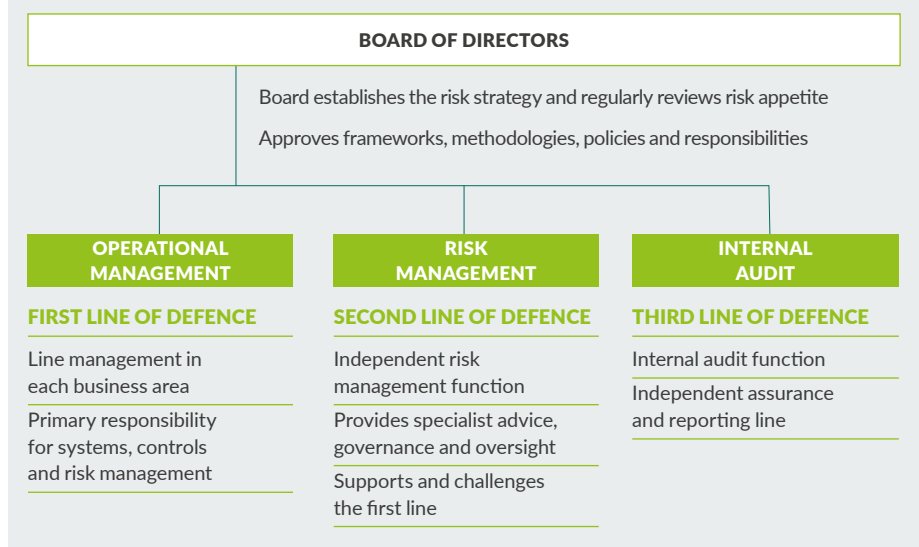 BOARD OF DIRECTORS
Board establishes the risk strategy and regularly reviews risk appetite
Approves frameworks, methodologies, policies and responsibilities
OPERATIONAL
MANAGEMENT
FIRST LINE OF DEFENCE
Line management in
each business area
Primary responsibility
for systems, controls
and risk management
RISK
MANAGEMENT
SECOND LINE OF DEFENCE
Independent risk
management function
Provides specialist advice,
governance and oversight
Supports and challenges
the first line
INTERNAL
AUDIT
THIRD LINE OF DEFENCE
Internal audit function
Independent assurance
and reporting line